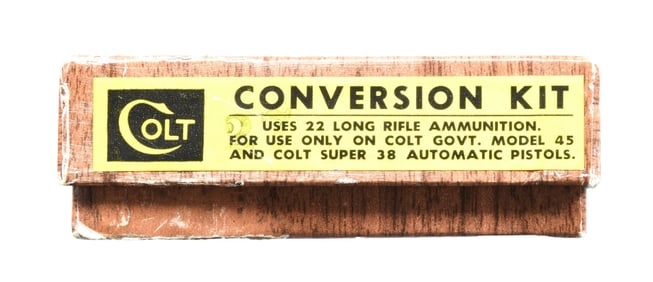 COLT
CONVERSION KIT
USES 22 LONG RIFLE AMMUNITION.
FOR USE ONLY ON COLT GOVT. MODEL 45
AND COLT SUPER 38 AUTOMATIC PISTOLS.